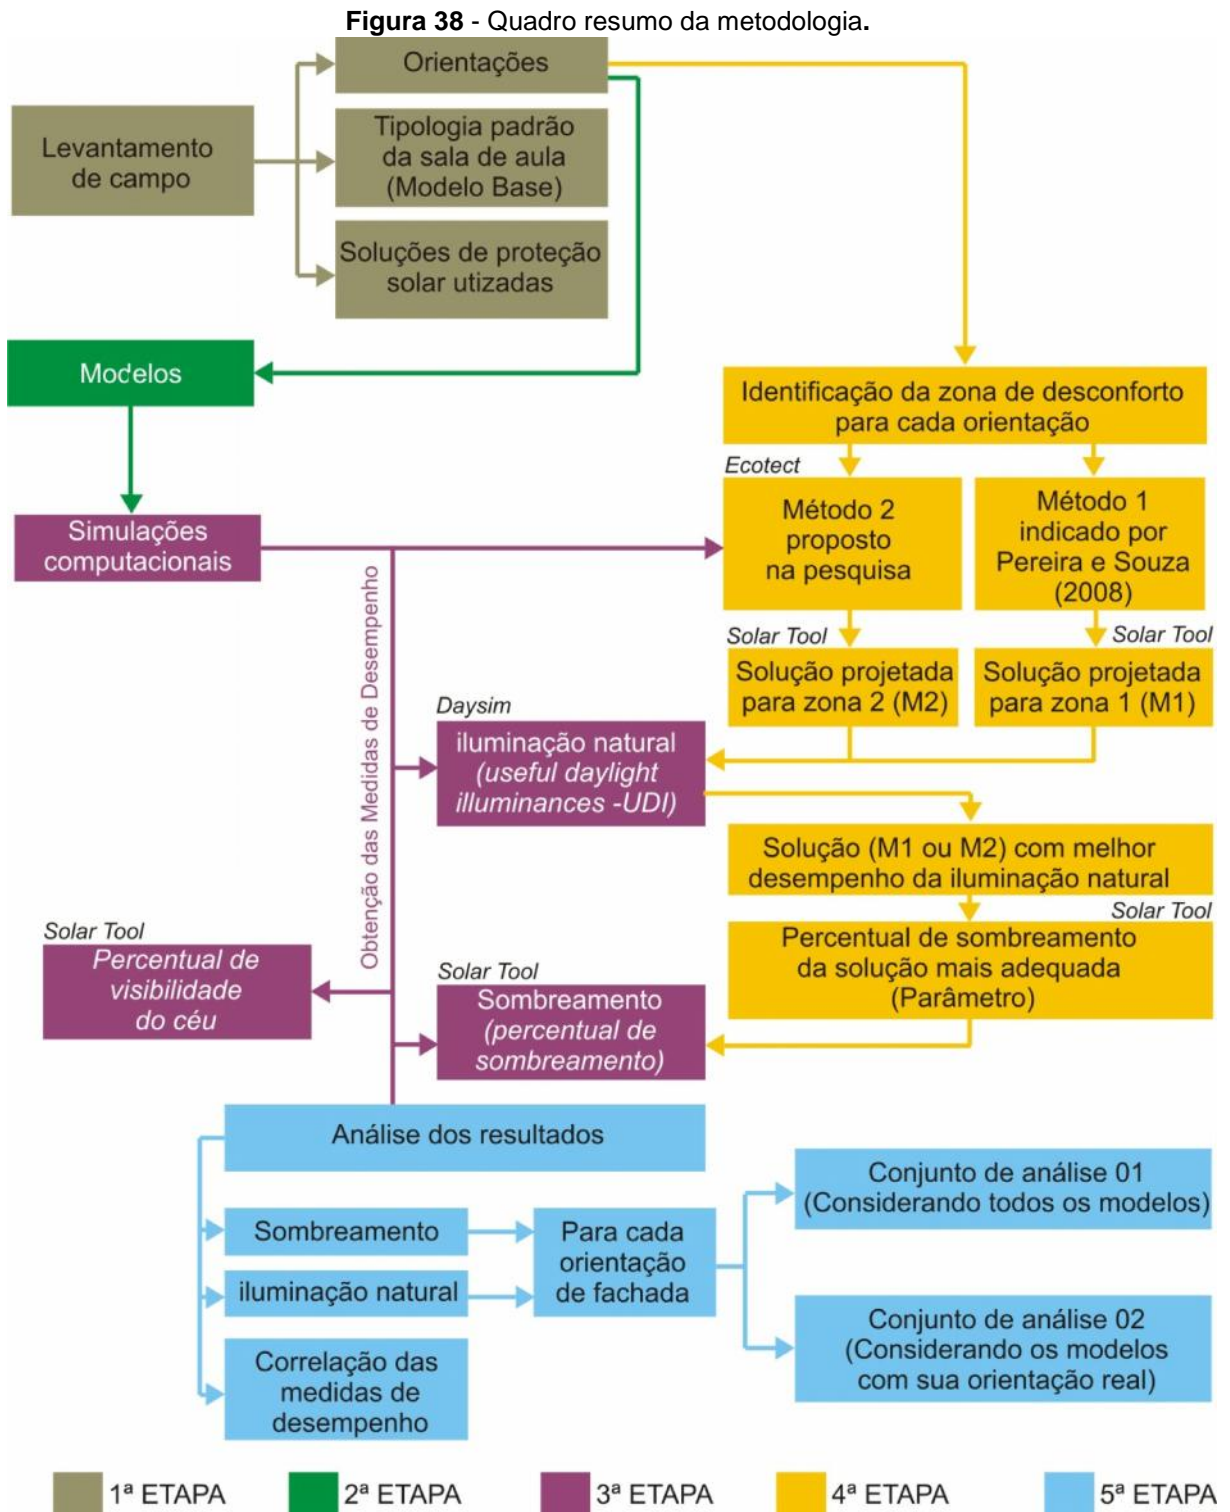 Figura 38 - Quadro resumo da metodologia.
Orientações
Levantamento
de campo
Tipologia padrão
da sala de aula
(Modelo Base)
Soluções de proteção
solar utizadas
Modelos
Identificação da zona de desconforto
para cada orientação
Ecotect
Método 2
proposto
na pesquisa
Método 1
indicado por
Pereira e Souza
(2008)
Simulações
computacionais
Obtenção das Medidas de Desempenho
Solar Tool
Solar Tool
Solução projetada
para zona 2 (M2)
Solução projetada
para zona 1 (M1)
Daysim
iluminação natural
(useful daylight
illuminances -UDI)
Solução (M1 ou M2) com melhor
desempenho da iluminação natural
Solar Tool
Percentual de sombreamento
da solução mais adequada
(Parâmetro)
Solar Tool
Percentual de
visibilidade
do céu
Solar Tool
Sombreamento
(percentual de
sombreamento)
Análise dos resultados
Sombreamento
iluminação natural
Correlação das
medidas de
desempenho
Para cada
orientação
de fachada
Conjunto de análise 01
(Considerando todos os modelos)
Conjunto de análise 02
(Considerando os modelos
com sua orientação real)
1ª ETAPA
2ª ETAPA
3ª ETAPA
4ª ETAPA
5ª ETAPA